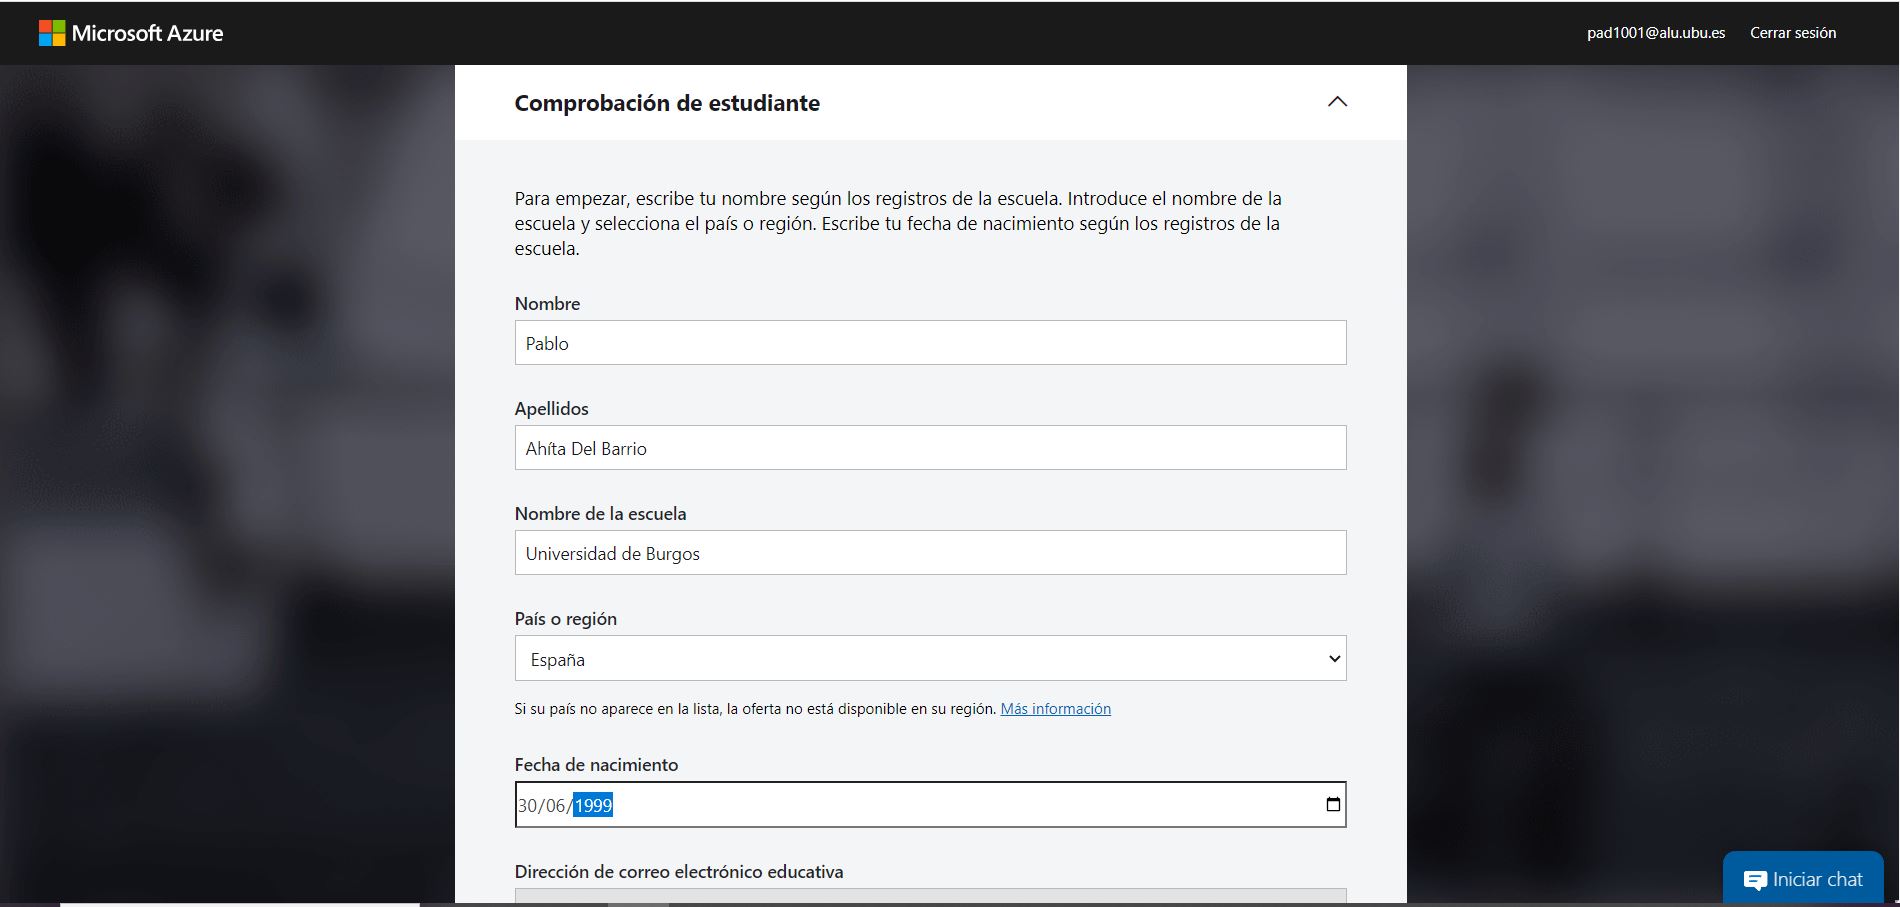 Microsoft Azure
pad1001@alu.ubu.es
Cerrar sesión
Comprobación de estudiante
Para empezar, escribe tu nombre según los registros de la escuela. Introduce el nombre de la
escuela y selecciona el país o región. Escribe tu fecha de nacimiento según los registros de la
escuela.
Nombre
Pablo
Apellidos
Ahíta Del Barrio
Nombre de la escuela
Universidad de Burgos
País o región
España
Si su país no aparece en la lista, la oferta no está disponible en su región. Más información
Fecha de nacimiento
30/06/1999
Dirección de correo electrónico educativa
Iniciar chat